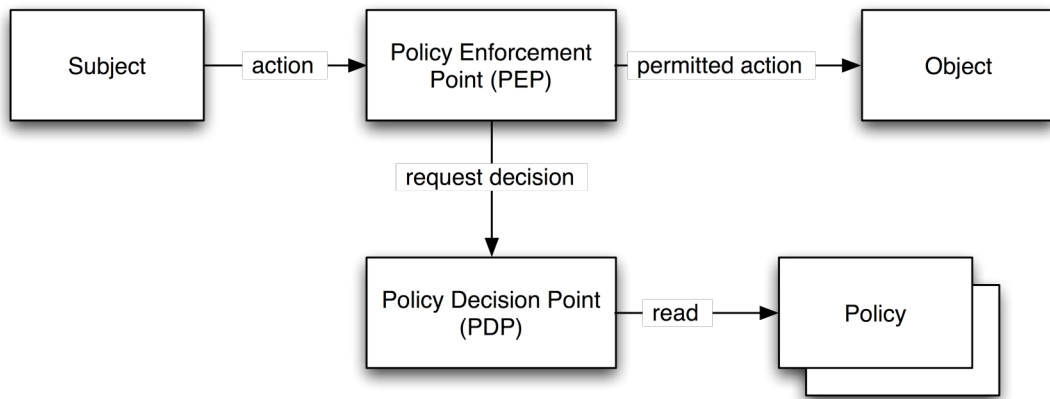 Subject
action
Policy Enforcement
Point (PEP)
permitted action
Object
request decision
Policy Decision Point
(PDP)
read
Policy